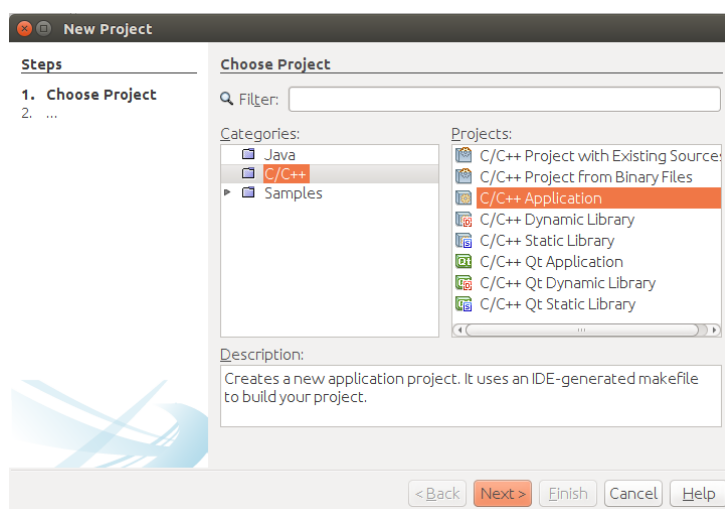 New Project
Steps
1. Choose Project
2. ...
Choose Project
Filter:
Categories:
Java
C/C++
Samples
Projects:
C/C++ Project with Existing Sources
C/C++ Project from Binary Files
C/C++ Application
C/C++ Dynamic Library
C/C++ Static Library
C/C++ Qt Application
C/C++ Qt Dynamic Library
C/C++ Qt Static Library
Description:
Creates a new application project. It uses an IDE-generated makefile
to build your project.
< Back Next > Finish Cancel Help